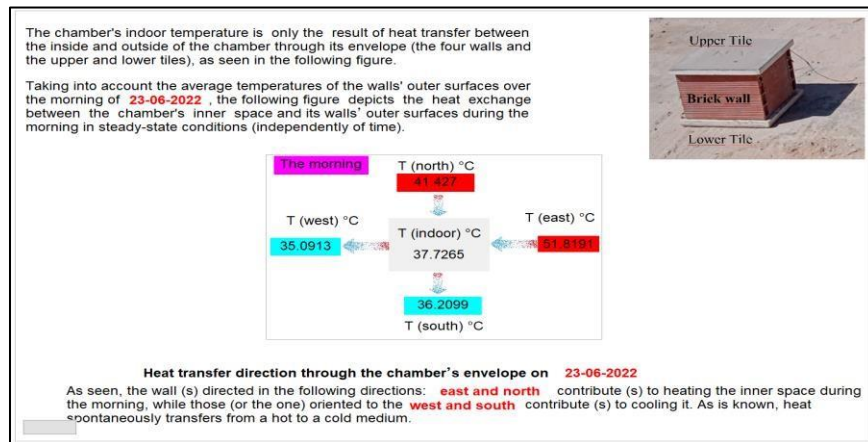 The chamber's indoor temperature is only the result of heat transfer between
the inside and outside of the chamber through its envelope (the four walls and
the upper and lower tiles), as seen in the following figure.
Upper Tile
Brick wall
Lower Tile
Taking into account the average temperatures of the walls' outer surfaces over
the morning of 23-06-2022 , the following figure depicts the heat exchange
between the chamber's inner space and its walls' outer surfaces during the
morning in steady-state conditions (independently of time).
The morning
T (north) °C
41.427
T (west) °C
35.0913
T (indoor) °C
37.7265
T (east) °C
51.8191
36.2099
T (south) °C
Heat transfer direction through the chamber's envelope on 23-06-2022
As seen, the wall (s) directed in the following directions: east and north contribute (s) to heating the inner space during
the morning, while those (or the one) oriented to the west and south contribute (s) to cooling it. As is known, heat
spontaneously transfers from a hot to a cold medium.